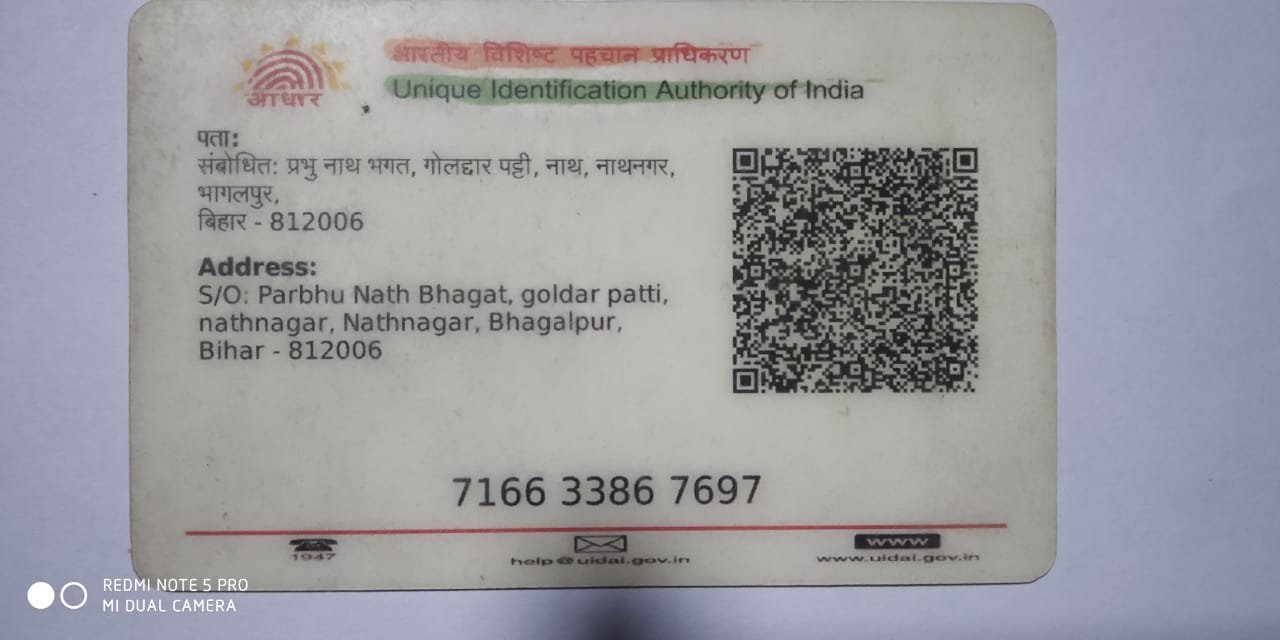 भारतीय विशिष्ट पहचान प्राधिकरण
Unique Identification Authority of India
आधार
पता:
संबोधित: प्रभु नाथ भगत, गोलद्दार पट्टी, नाथ, नाथनगर,
भागलपुर,
बिहार - 812006
Address:
S/O: Parbhu Nath Bhagat, goldar patti,
nathnagar, Nathnagar, Bhagalpur,
Bihar - 812006
7166 3386 7697
1947
help@uidai.gov.in
WWW
www.uidai.gov.in
REDMI NOTE 5 PRO
MI DUAL CAMERA